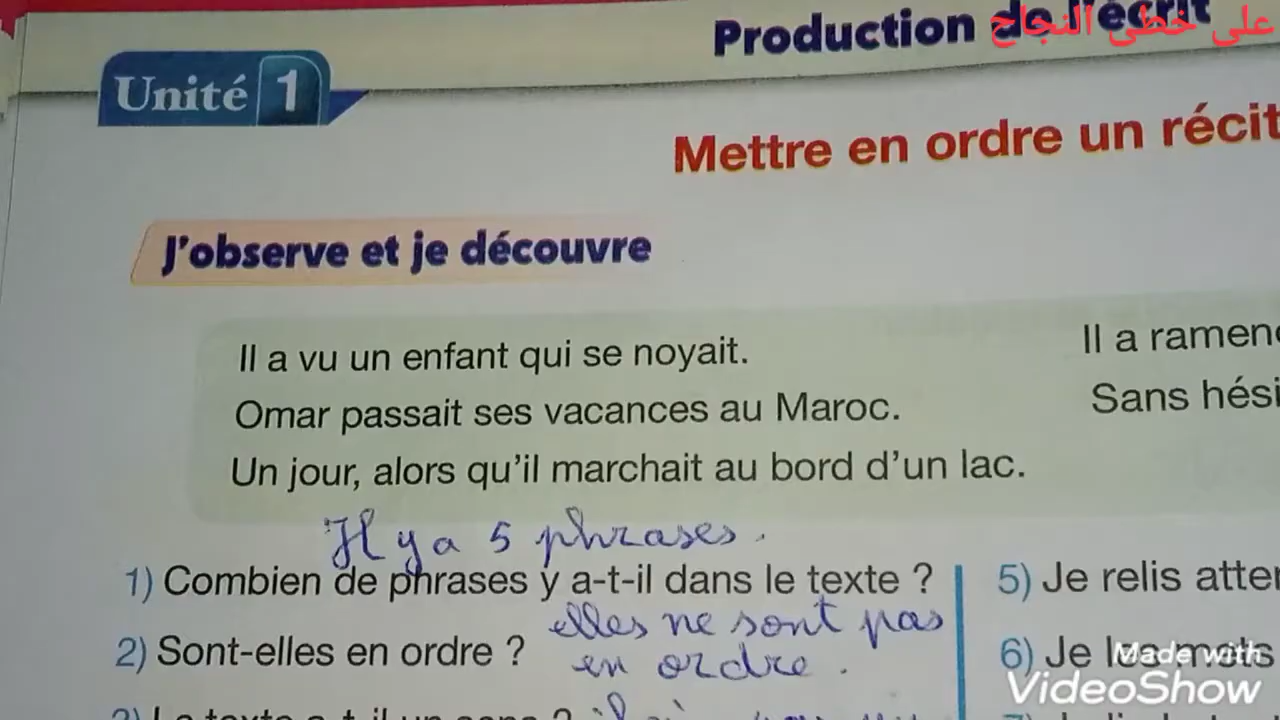 Production de l'écrit
على خطى النجاح
Unité 1
Mettre en ordre un récit
J'observe et je découvre
Il a vu un enfant qui se noyait.
Omar passait ses vacances au Maroc.
Un jour, alors qu'il marchait au bord d'un lac.
Il a ramen
Sans hési
Il y a 5 phrases.
1) Combien de phrases y a-t-il dans le texte ?
elles ne sont pas
2) Sont-elles en ordre ?
en ordre.
5) Je relis atte
6) Je les mots
Made with
VideoShow